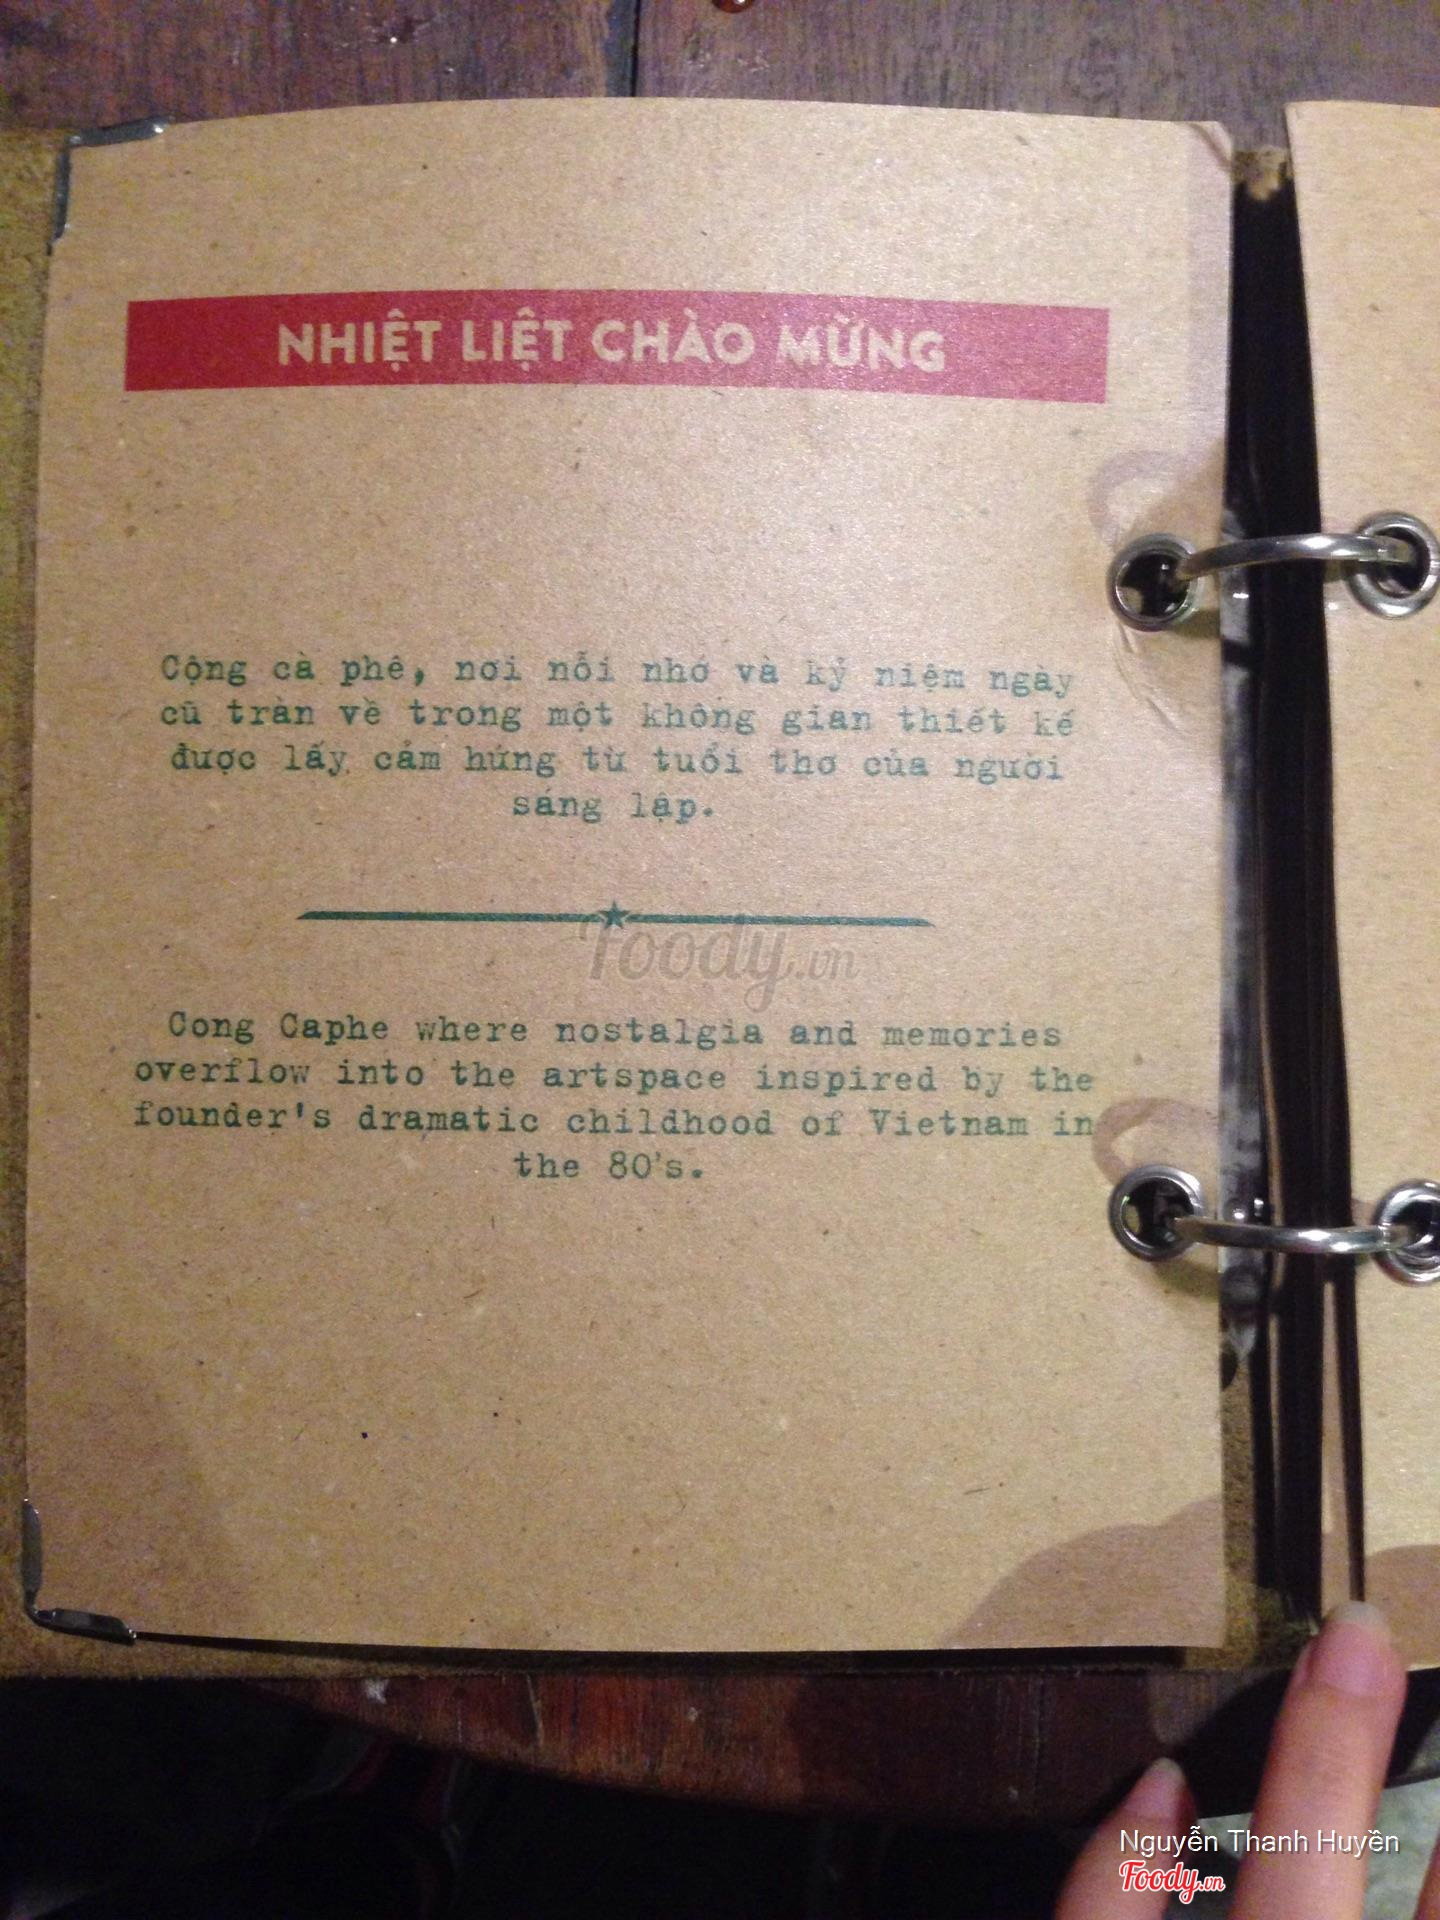 NHIỆT LIỆT CHÀO MỪNG
Cộng cà phê, nơi nỗi nhớ và kỷ niệm ngày
cũ tràn về trong một không gian thiết kế
được lấy cảm hứng từ tuổi thơ của người
sáng lập.
Foody.vn
Cong Caphe where nostalgia and memories
overflow into the artspace inspired by the
founder's dramatic childhood of Vietnam in
the 80's.
Nguyễn Thanh Huyền
Foody.vn